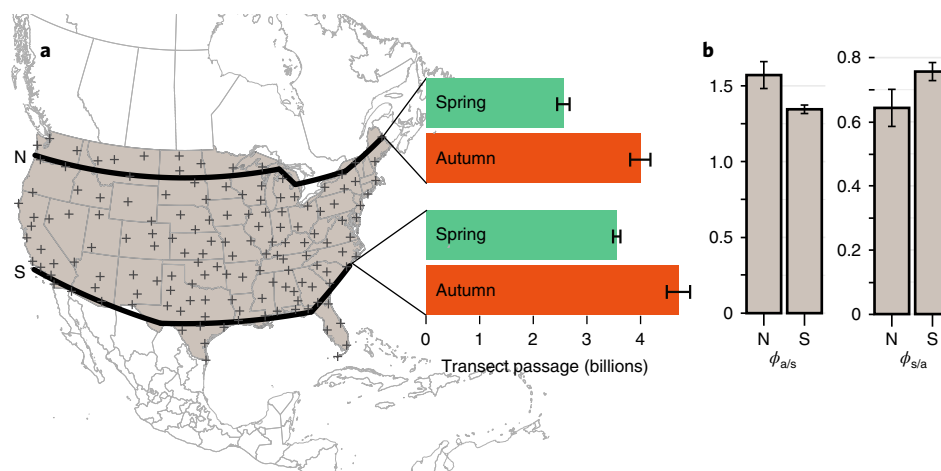 a
N
S
Spring
Autumn
Spring
Autumn
0 1 2 3 4
Transect passage (billions)
b
1.5
1.0
0.5
0
N S
ϕa/s
0.8
0.6
0.4
0.2
0
N S
ϕs/a